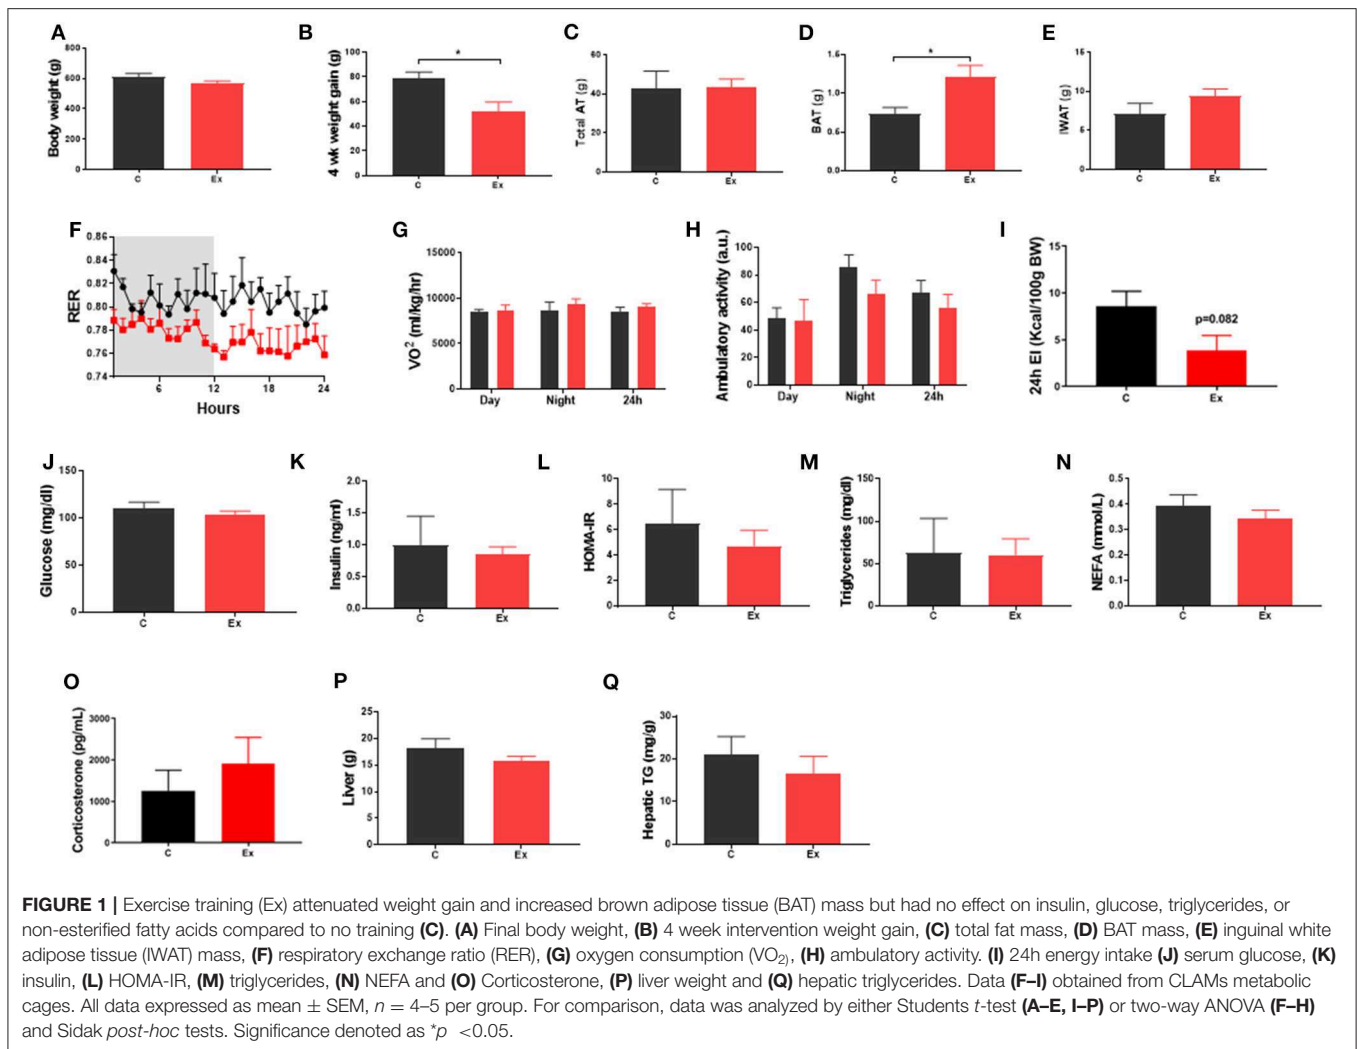 A
B
C
D
E
Body weight (g)
800
600
400
200
0
C
Ex
4 wk weight gain (g)
100
80
60
40
20
0
*
C
Ex
Total AT (g)
60
40
20
0
C
Ex
BAT (g)
1.6
1.2
0.6
0.0
*
C
Ex
IWAT (g)
15
10
5
0
C
Ex
F
G
H
I
RER
0.86
0.84
0.82
0.80
0.78
0.76
0.74
6
12
18
24
Hours
VO² (ml/kg/hr)
15000
10000
5000
0
Day
Night
24h
Ambulatory activity (a.u.)
100
80
60
40
20
0
Day
Night
24h
24h EI (Kcal/100g BW)
15
10
5
0
p=0.082
C
Ex
J
K
L
M
N
Glucose (mg/dl)
150
100
50
0
C
Ex
Insulin (ng/ml)
2.0
1.5
1.0
0.5
0.0
C
Ex
HOMA-IR
10
8
6
4
2
0
C
Ex
Triglycerides (mg/dl)
150
100
50
0
C
Ex
NEFA (mmol/L)
0.5
0.4
0.3
0.2
0.1
0.0
C
Ex
O
P
Q
Corticosterone (pg/mL)
3000
2000
1000
0
C
Ex
Liver (g)
25
20
15
10
5
0
C
Ex
Hepatic TG (mg/g)
30
20
10
0
C
Ex
FIGURE 1 | Exercise training (Ex) attenuated weight gain and increased brown adipose tissue (BAT) mass but had no effect on insulin, glucose, triglycerides, or
non-esterified fatty acids compared to no training (C). (A) Final body weight, (B) 4 week intervention weight gain, (C) total fat mass, (D) BAT mass, (E) inguinal white
adipose tissue (IWAT) mass, (F) respiratory exchange ratio (RER), (G) oxygen consumption (VO₂), (H) ambulatory activity. (I) 24h energy intake (J) serum glucose, (K)
insulin, (L) HOMA-IR, (M) triglycerides, (N) NEFA and (O) Corticosterone, (P) liver weight and (Q) hepatic triglycerides. Data (F–I) obtained from CLAMs metabolic
cages. All data expressed as mean ± SEM, n = 4–5 per group. For comparison, data was analyzed by either Students t-test (A–E, I–P) or two-way ANOVA (F–H)
and Sidak post-hoc tests. Significance denoted as *p <0.05.